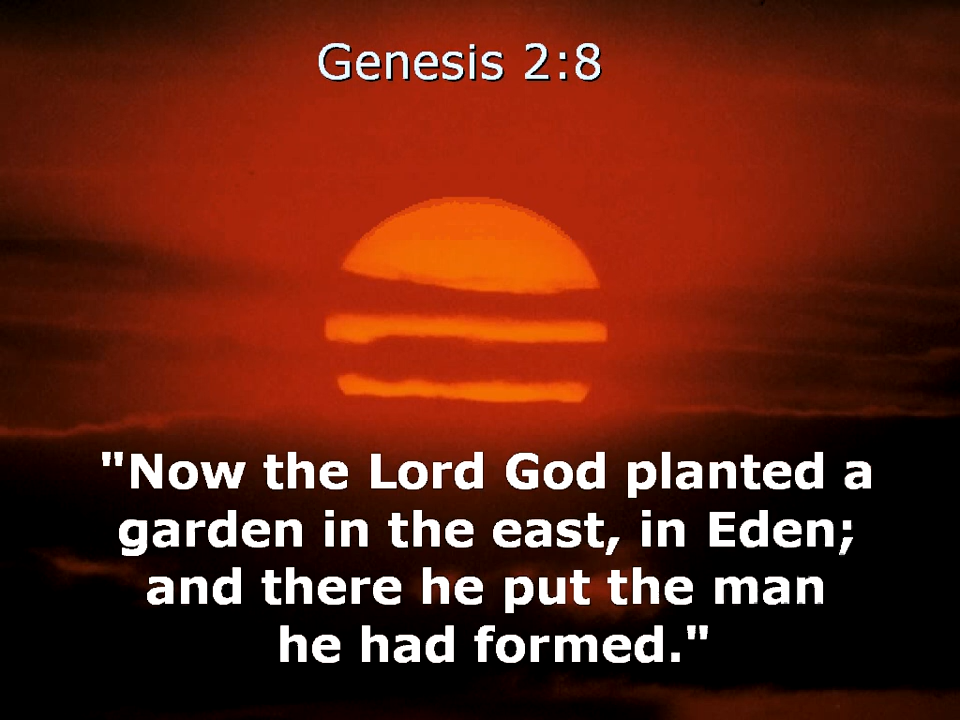 Genesis 2:8
"Now the Lord God planted a
garden in the east, in Eden;
and there he put the man
he had formed."